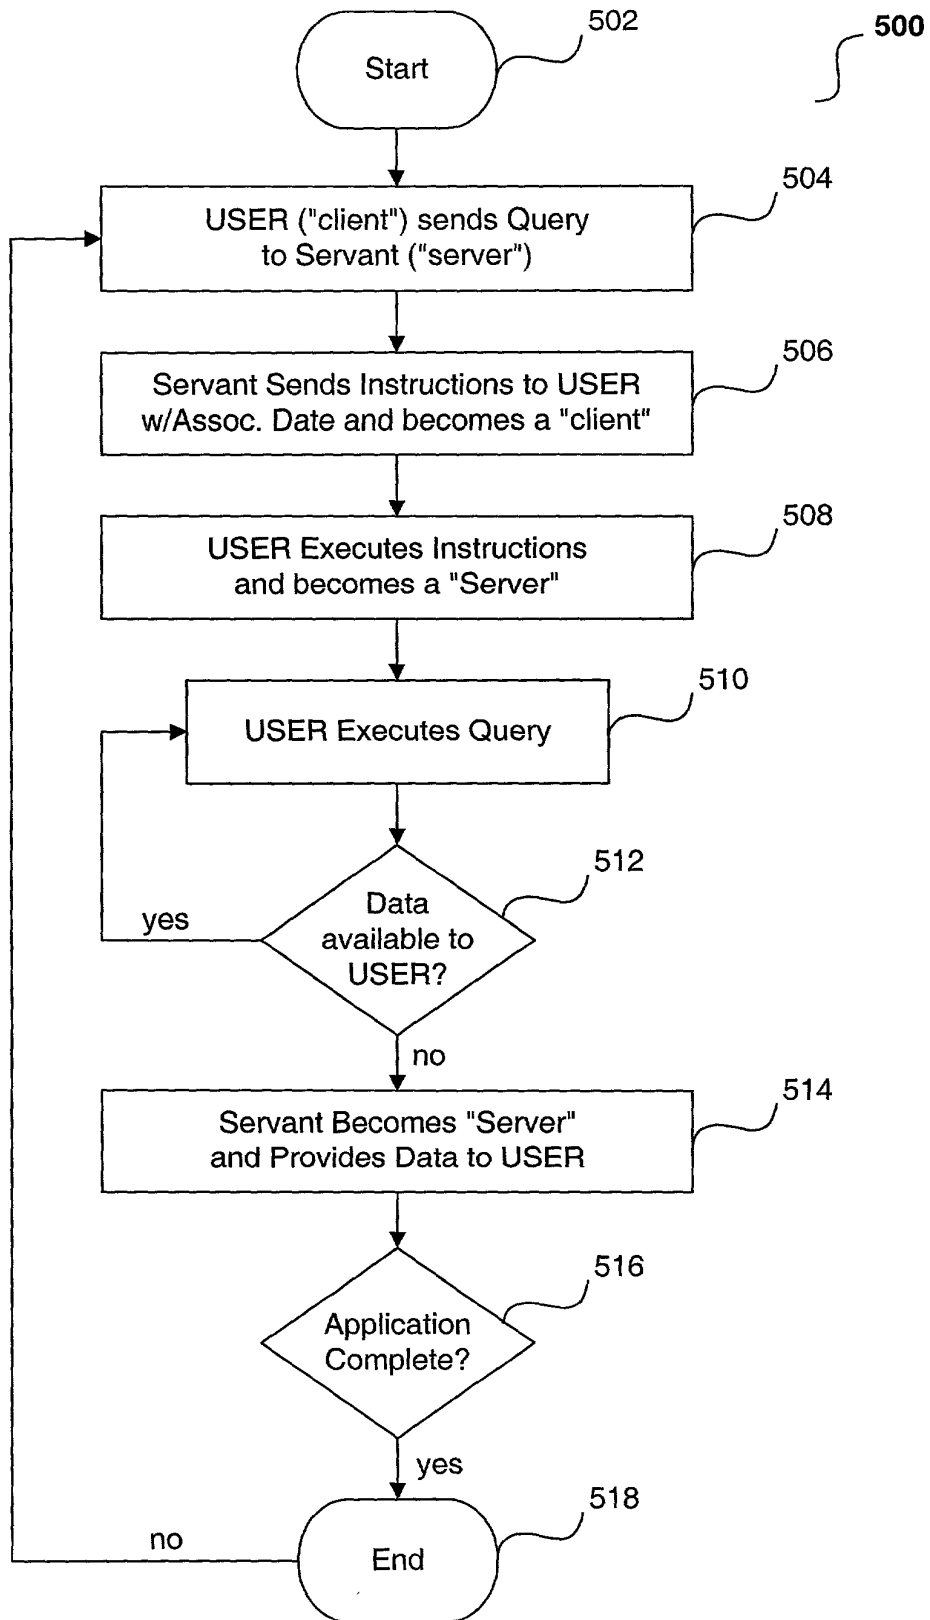 500
502
Start
504
USER ("client") sends Query
to Servant ("server")
506
Servant Sends Instructions to USER
w/Assoc. Date and becomes a "client"
508
USER Executes Instructions
and becomes a "Server"
510
USER Executes Query
512
Data
available to
USER?
yes
no
514
Servant Becomes "Server"
and Provides Data to USER
516
Application
Complete?
yes
518
no
End